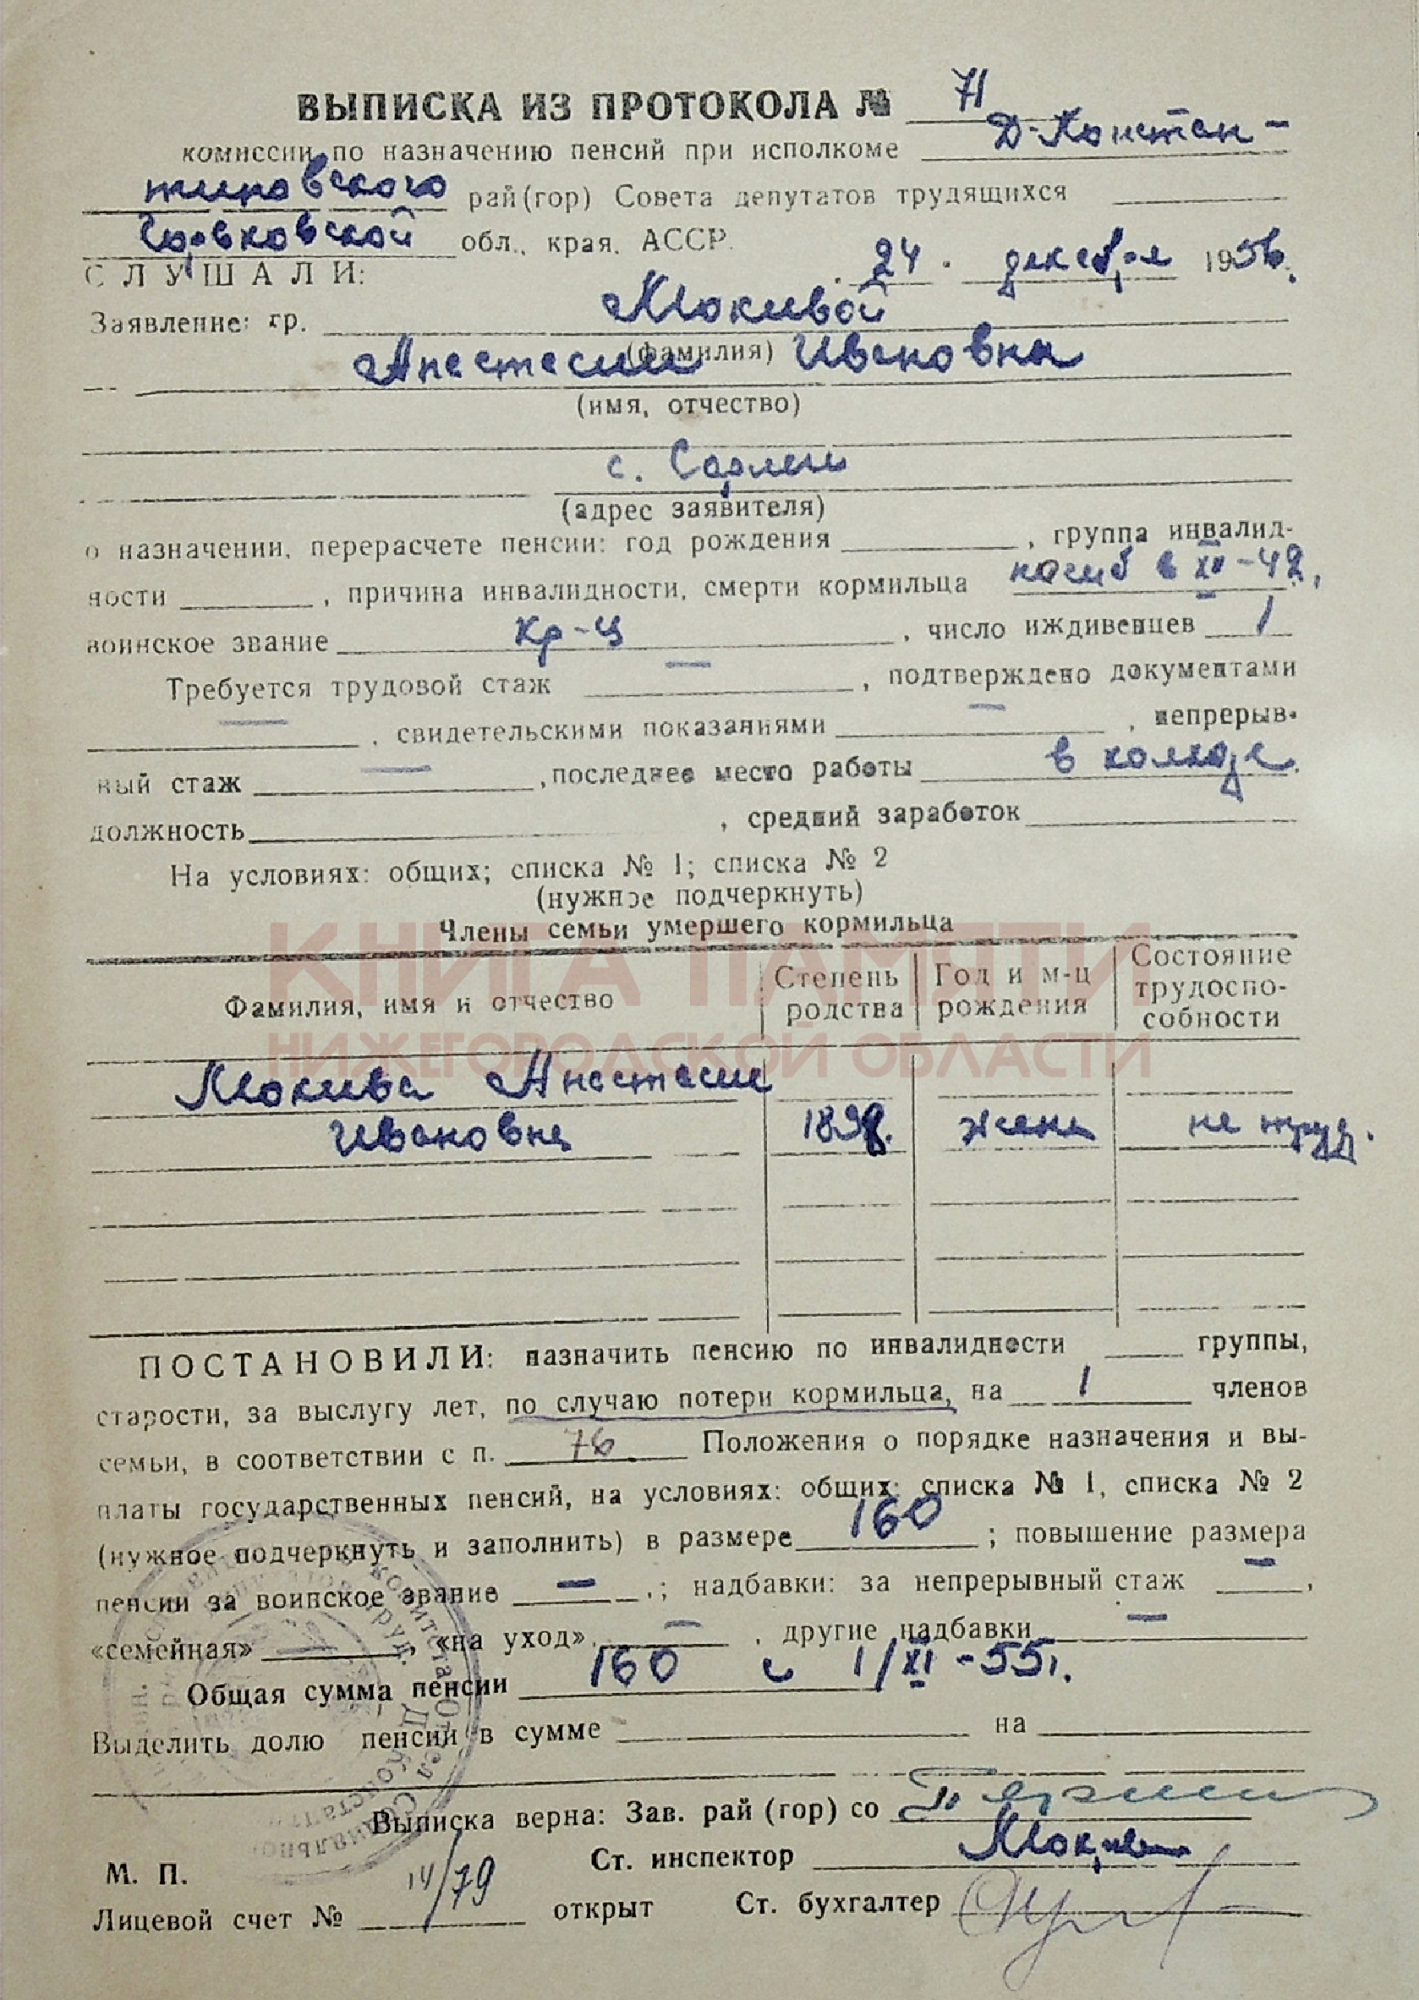 ВЫПИСКА ИЗ ПРОТОКОЛА № 71
комиссии по назначению пенсий при исполкоме Д-Констан-
тиновского рай(гор) Совета депутатов трудящихся
Горьковской обл., края, АССР.
24 декабря 1956.
СЛУШАЛИ:
Заявление: гр. Мокивой
(фамилия)
Анастасии Ивановны
(имя, отчество)
с. Сарлеи
(адрес заявителя)
о назначении, перерасчете пенсии: год рождения , группа инвалид-
ности , причина инвалидности, смерти кормильца погиб в XII-42,
воинское звание кр-ц , число иждивенцев 1
Требуется трудовой стаж — , подтверждено документами
— , свидетельскими показаниями — , непрерыв-
ный стаж — , последнее место работы в колхозе
должность , средний заработок
На условиях: общих; списка № 1; списка № 2
(нужное подчеркнуть)
Члены семьи умершего кормильца
КНИГА ПАМЯТИ
НИЖЕГОРОДСКОЙ ОБЛАСТИ
Фамилия, имя и отчество Степень родства Год и м-ц рождения Состояние трудоспо-собности
Мокива Анастасии
Ивановна 1898. жена не труд.
ПОСТАНОВИЛИ: назначить пенсию по инвалидности группы,
старости, за выслугу лет, по случаю потери кормильца, на 1 членов
семьи, в соответствии с п. 76 Положения о порядке назначения и вы-
платы государственных пенсий, на условиях: общих; списка № 1, списка № 2
(нужное подчеркнуть и заполнить) в размере 160 ; повышение размера
пенсии за воинское звание — ; надбавки: за непрерывный стаж — ,
«семейная» — , «на уход» — , другие надбавки —
Общая сумма пенсии 160 с 1/XI-55г.
Выделить долю пенсии в сумме на
Выписка верна: Зав. рай (гор) со
М. П. Ст. инспектор
Лицевой счет № 14/79 открыт Ст. бухгалтер